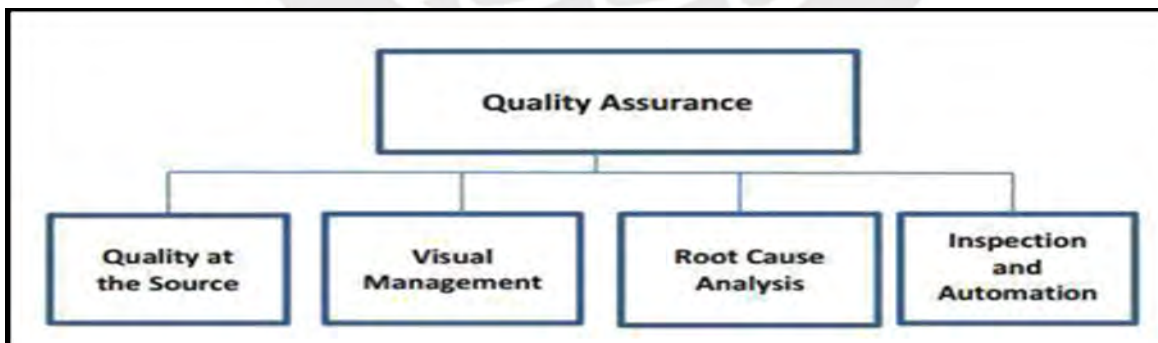 Quality Assurance
Quality at
the Source
Visual
Management
Root Cause
Analysis
Inspection
and
Automation